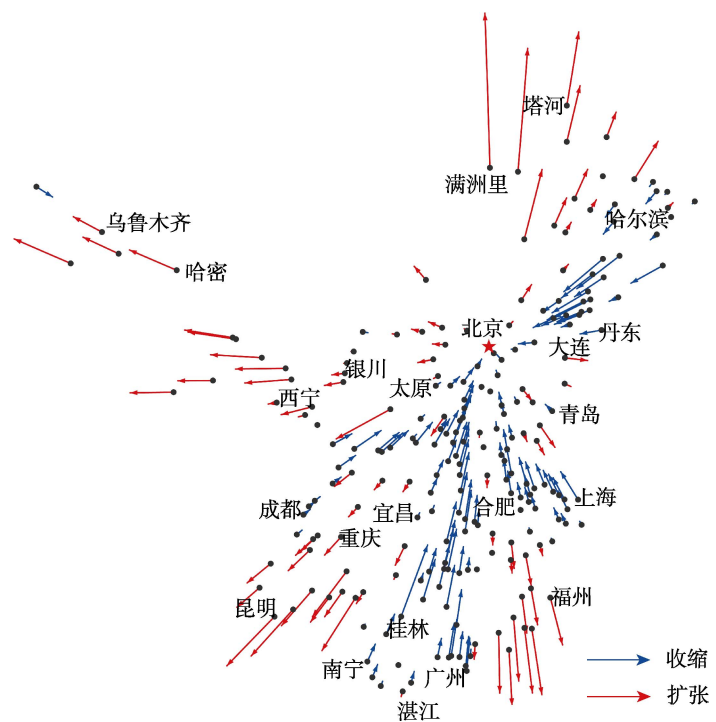 塔河
满洲里
哈尔滨
乌鲁木齐
哈密
北京
丹东
大连
银川
太原
西宁
青岛
成都
宜昌
合肥
上海
重庆
昆明
福州
桂林
南宁
广州
湛江
收缩
扩张